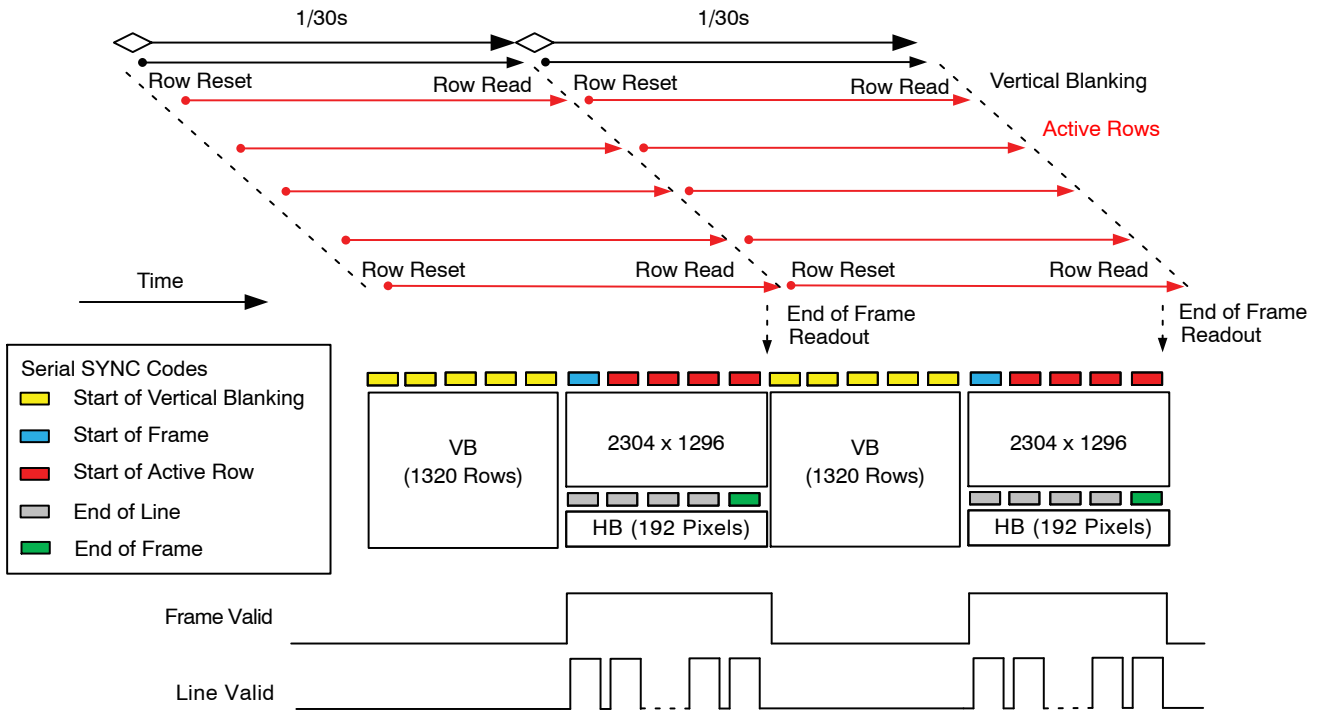 1/30s 1/30s
Row Reset Row Read Row Reset Row Read Vertical Blanking
Active Rows
Row Reset Row Read Row Reset Row Read
Time
End of Frame
Readout
End of Frame
Readout
Serial SYNC Codes
Start of Vertical Blanking
Start of Frame
Start of Active Row
End of Line
End of Frame
VB
(1320 Rows)
2304 x 1296
HB (192 Pixels)
VB
(1320 Rows)
2304 x 1296
HB (192 Pixels)
Frame Valid
Line Valid